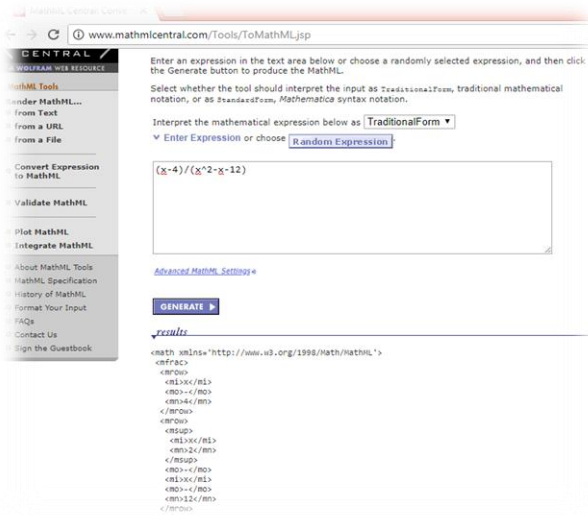 MathML Central: Conv
www.mathmlcentral.com/Tools/ToMathML.jsp
CENTRAL
A WOLFRAM WEB RESOURCE
MathML Tools
Render MathML...
from Text
from a URL
from a File
Convert Expression
to MathML
Validate MathML
Plot MathML
Integrate MathML
About MathML Tools
MathML Specification
History of MathML
Format Your Input
FAQs
Contact Us
Sign the Guestbook
Enter an expression in the text area below or choose a randomly selected expression, and then click
the Generate button to produce the MathML.
Select whether the tool should interpret the input as TraditionalForm, traditional mathematical
notation, or as StandardForm, Mathematica syntax notation.
Interpret the mathematical expression below as TraditionalForm
Enter Expression or choose Random Expression.
(x-4)/(x^2-x-12)
Advanced MathML Settings
GENERATE
results
<math xmlns='http://www.w3.org/1998/Math/MathML'>
<mfrac>
<mrow>
<mi>x</mi>
<mo>-</mo>
<mn>4</mn>
</mrow>
<mrow>
<msup>
<mi>x</mi>
<mn>2</mn>
</msup>
<mo>-</mo>
<mi>x</mi>
<mo>-</mo>
<mn>12</mn>
</mrow>